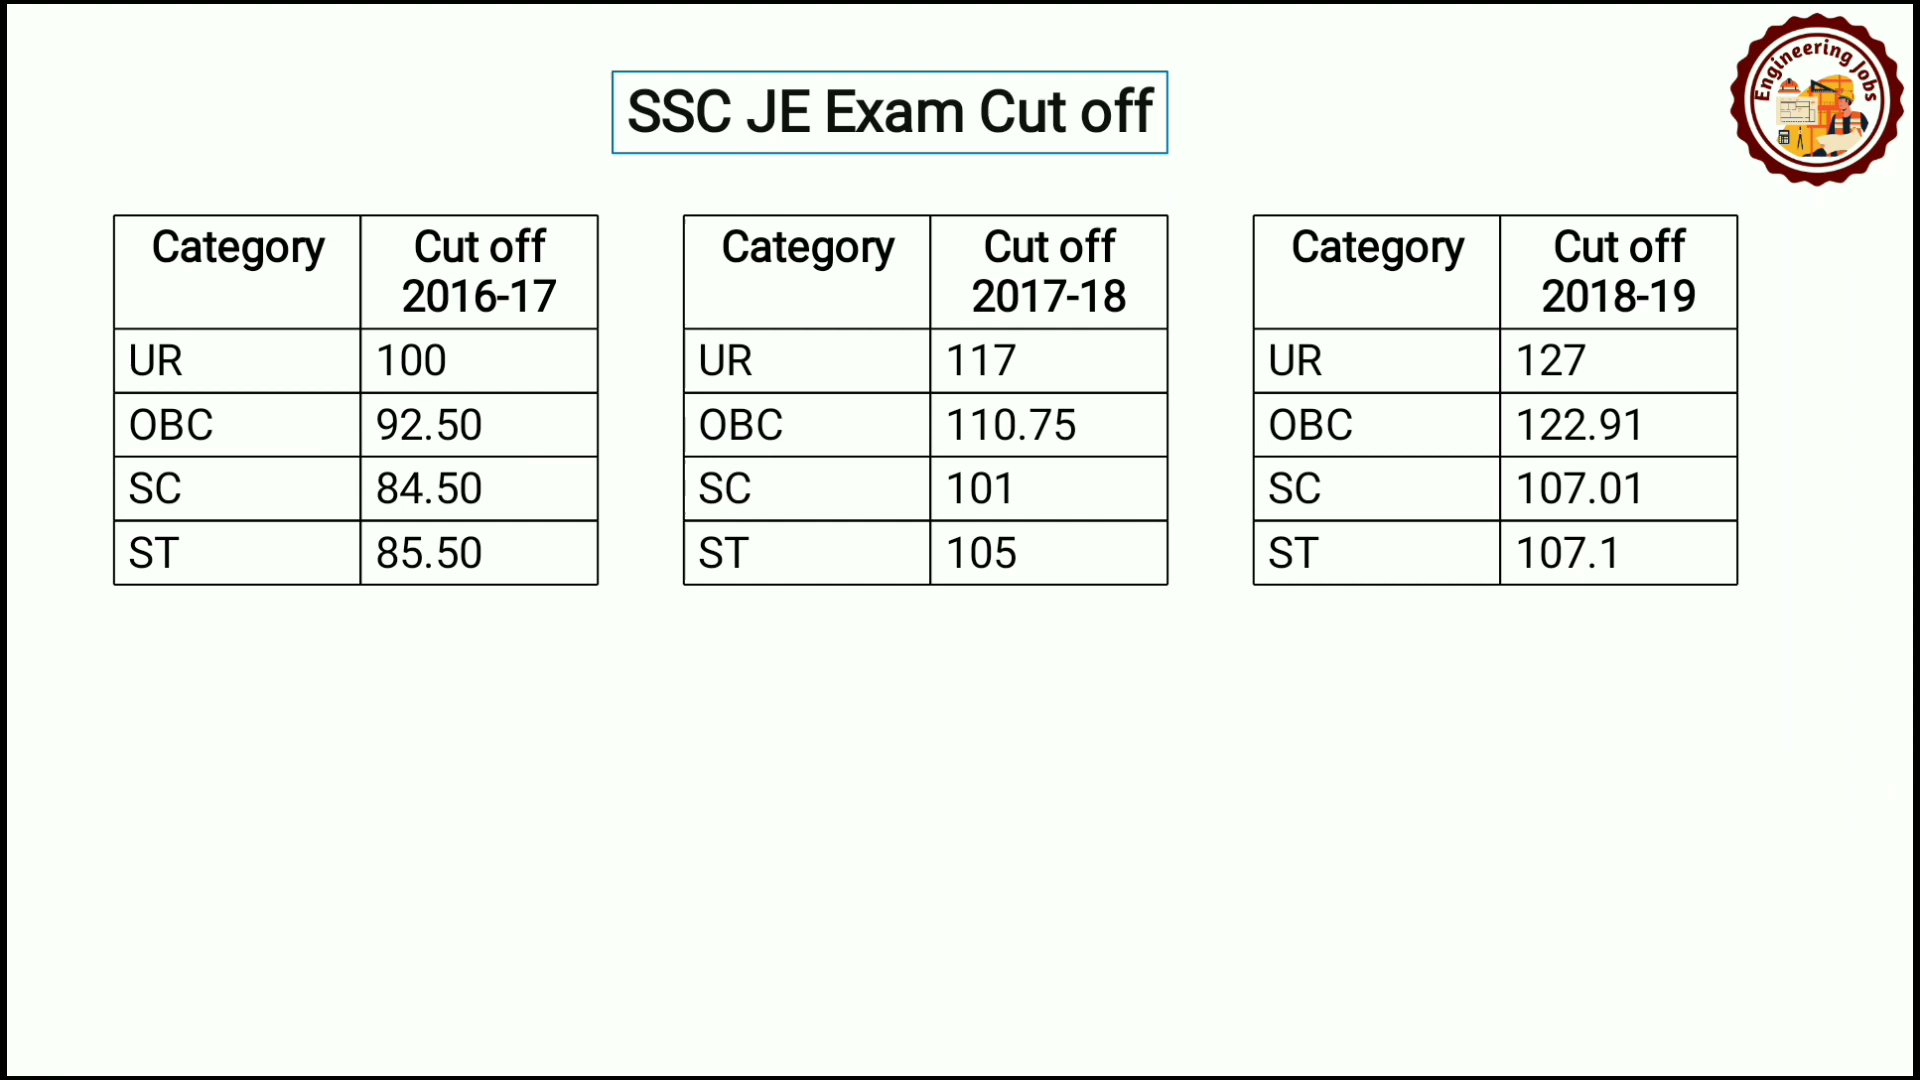 Engineering Jobs
SSC JE Exam Cut off
Category Cut off
2016-17
UR 100
OBC 92.50
SC 84.50
ST 85.50
Category Cut off
2017-18
UR 117
OBC 110.75
SC 101
ST 105
Category Cut off
2018-19
UR 127
OBC 122.91
SC 107.01
ST 107.1